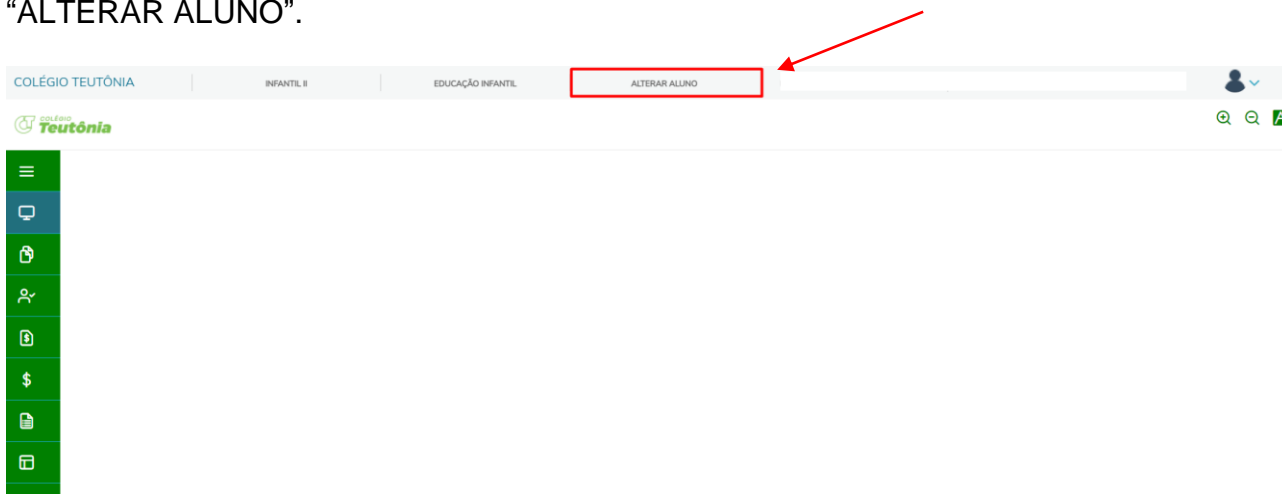 “ALTERAR ALUNO”.
COLÉGIO TEUTÔNIA INFANTIL II EDUCAÇÃO INFANTIL ALTERAR ALUNO
COLÉGIO
Teutônia
A
$